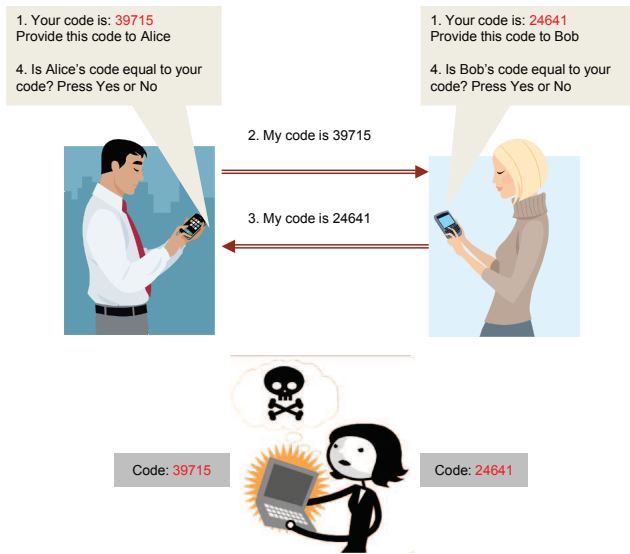 1. Your code is: 39715
Provide this code to Alice
4. Is Alice's code equal to your
code? Press Yes or No
1. Your code is: 24641
Provide this code to Bob
4. Is Bob's code equal to your
code? Press Yes or No
2. My code is 39715
3. My code is 24641
Code: 39715
Code: 24641